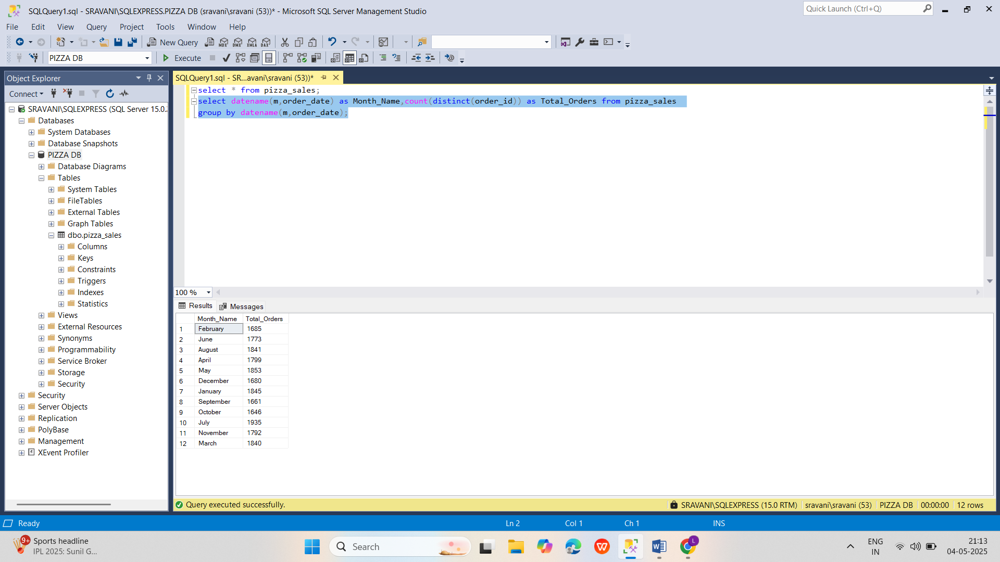 SQLQuery1.sql - SRAVANI\SQLEXPRESS.PIZZA DB (sravani\sravani (53))* - Microsoft SQL Server Management Studio
Quick Launch (Ctrl+Q)
File Edit View Query Project Tools Window Help
New Query
MDX DMX XMLA DAX
PIZZA DB
Execute
Object Explorer
SQLQuery1.sql - SR...avani\sravani (53))*
Connect
select * from pizza_sales;
select datename(m,order_date) as Month_Name,count(distinct(order_id)) as Total_Orders from pizza_sales
group by datename(m,order_date);
SRAVANI\SQLEXPRESS (SQL Server 15.0.
Databases
System Databases
Database Snapshots
PIZZA DB
Database Diagrams
Tables
System Tables
FileTables
External Tables
Graph Tables
dbo.pizza_sales
Columns
Keys
Constraints
Triggers
Indexes
Statistics
Views
External Resources
Synonyms
Programmability
Service Broker
Storage
Security
Security
Server Objects
Replication
PolyBase
Management
XEvent Profiler
100 %
Results Messages
Month_Name Total_Orders
1 February 1685
2 June 1773
3 August 1841
4 April 1799
5 May 1853
6 December 1680
7 January 1845
8 September 1661
9 October 1646
10 July 1935
11 November 1792
12 March 1840
Query executed successfully.
SRAVANI\SQLEXPRESS (15.0 RTM) sravani\sravani (53) PIZZA DB 00:00:00 12 rows
Ready Ln 2 Col 1 Ch 1 INS
9+
Sports headline
IPL 2025: Sunil G...
Search
L
ENG
IN
21:13
04-05-2025